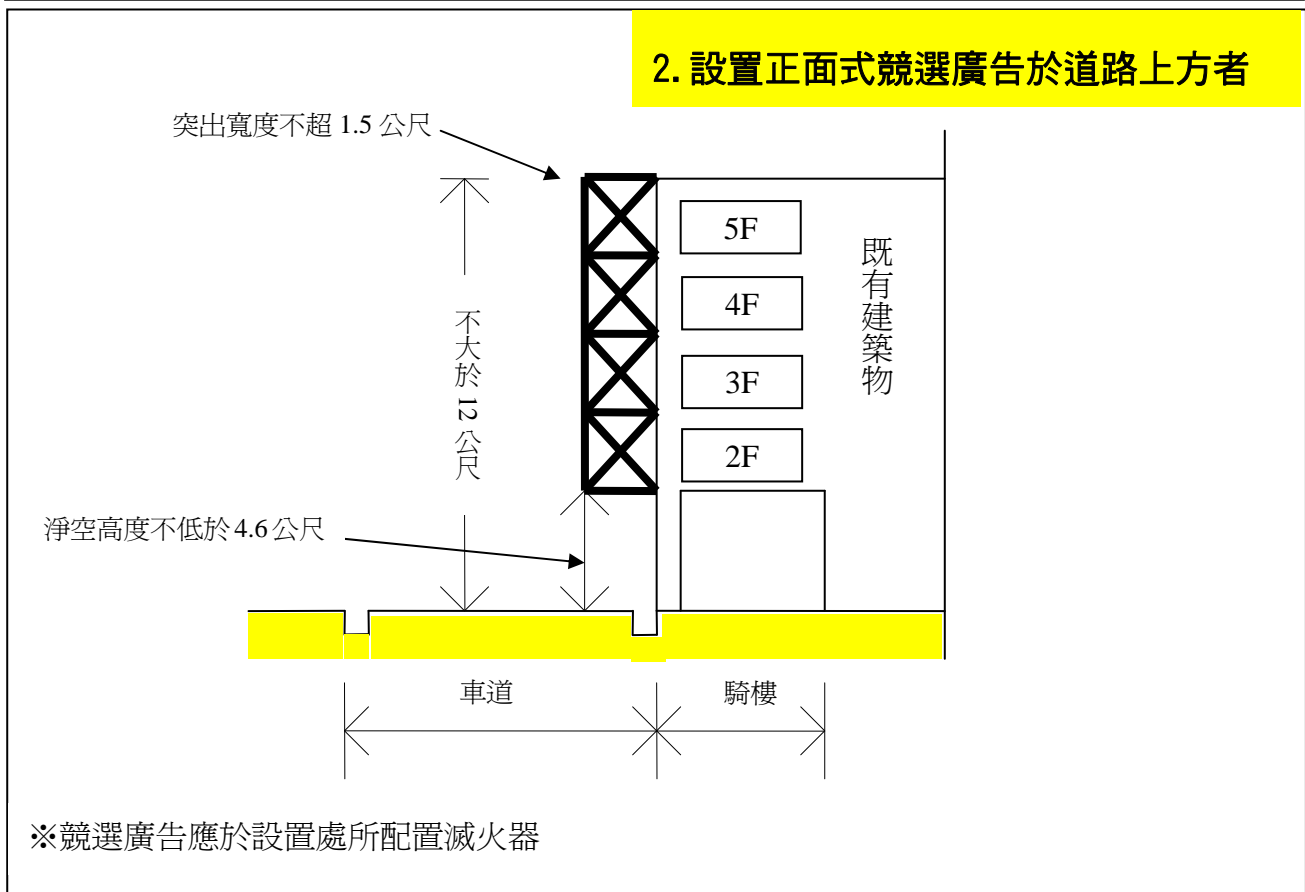 2.設置正面式競選廣告於道路上方者
突出寬度不超 1.5 公尺
5F
4F
3F
2F
既有建築物
不大於 12 公尺
淨空高度不低於 4.6 公尺
車道
騎樓
※競選廣告應於設置處所配置滅火器